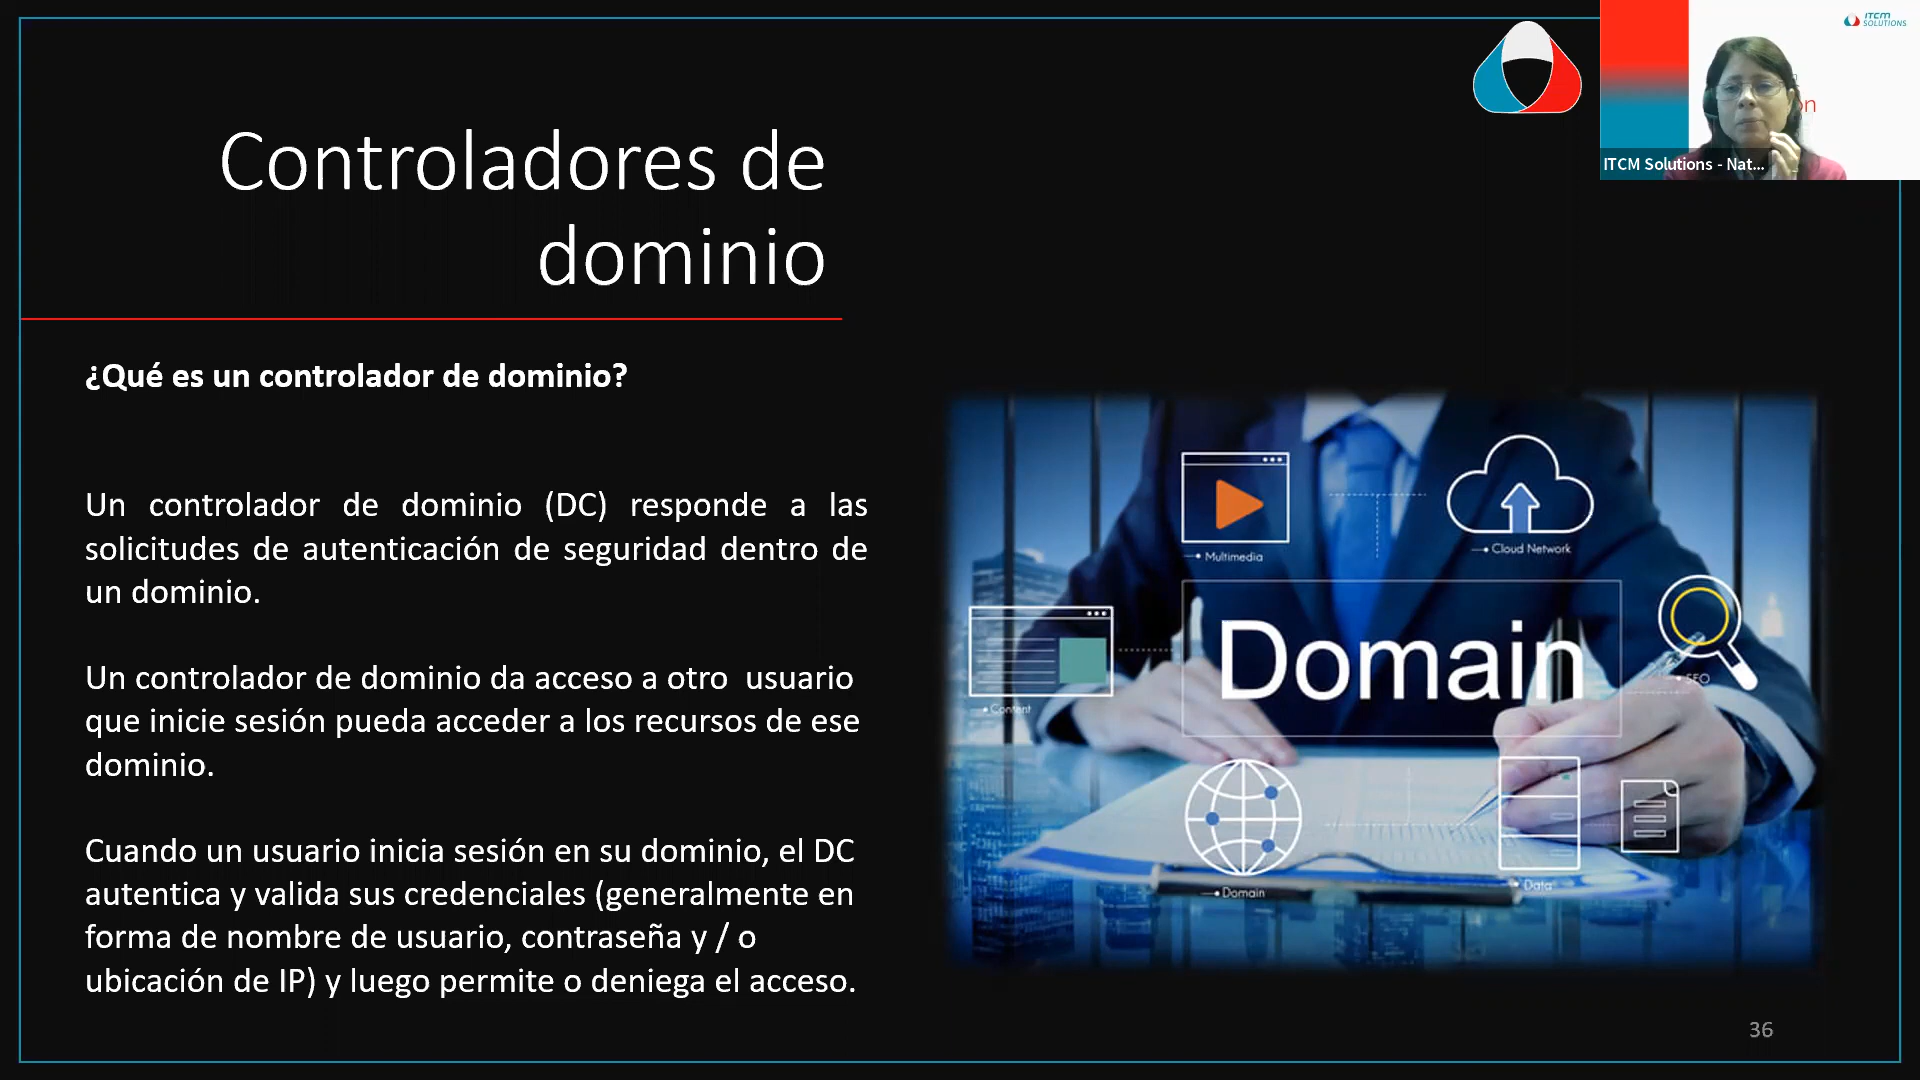 ITCM
SOLUTIONS
on
ITCM Solutions - Nat...
Controladores de
dominio
¿Qué es un controlador de dominio?
Un controlador de dominio (DC) responde a las
solicitudes de autenticación de seguridad dentro de
un dominio.
Un controlador de dominio da acceso a otro usuario
que inicie sesión pueda acceder a los recursos de ese
dominio.
Cuando un usuario inicia sesión en su dominio, el DC
autentica y valida sus credenciales (generalmente en
forma de nombre de usuario, contraseña y / o
ubicación de IP) y luego permite o deniega el acceso.
Multimedia
Cloud Network
Domain
Content
SEO
Domain
Data
36